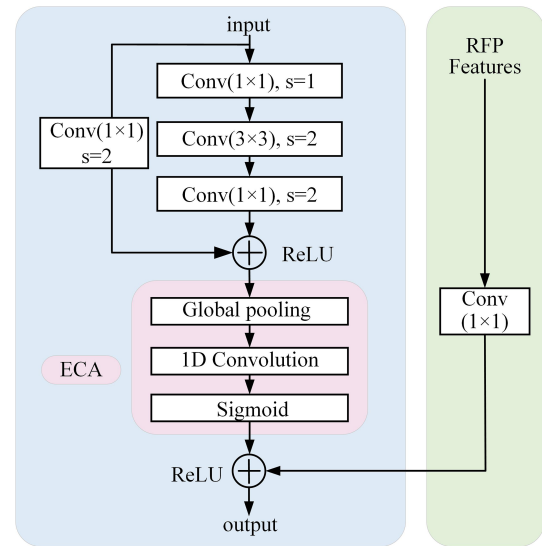 input
Conv(1×1), s=1
Conv(1×1)
s=2
Conv(3×3), s=2
Conv(1×1), s=2
ReLU
Global pooling
ECA
1D Convolution
Sigmoid
ReLU
output
RFP
Features
Conv
(1×1)